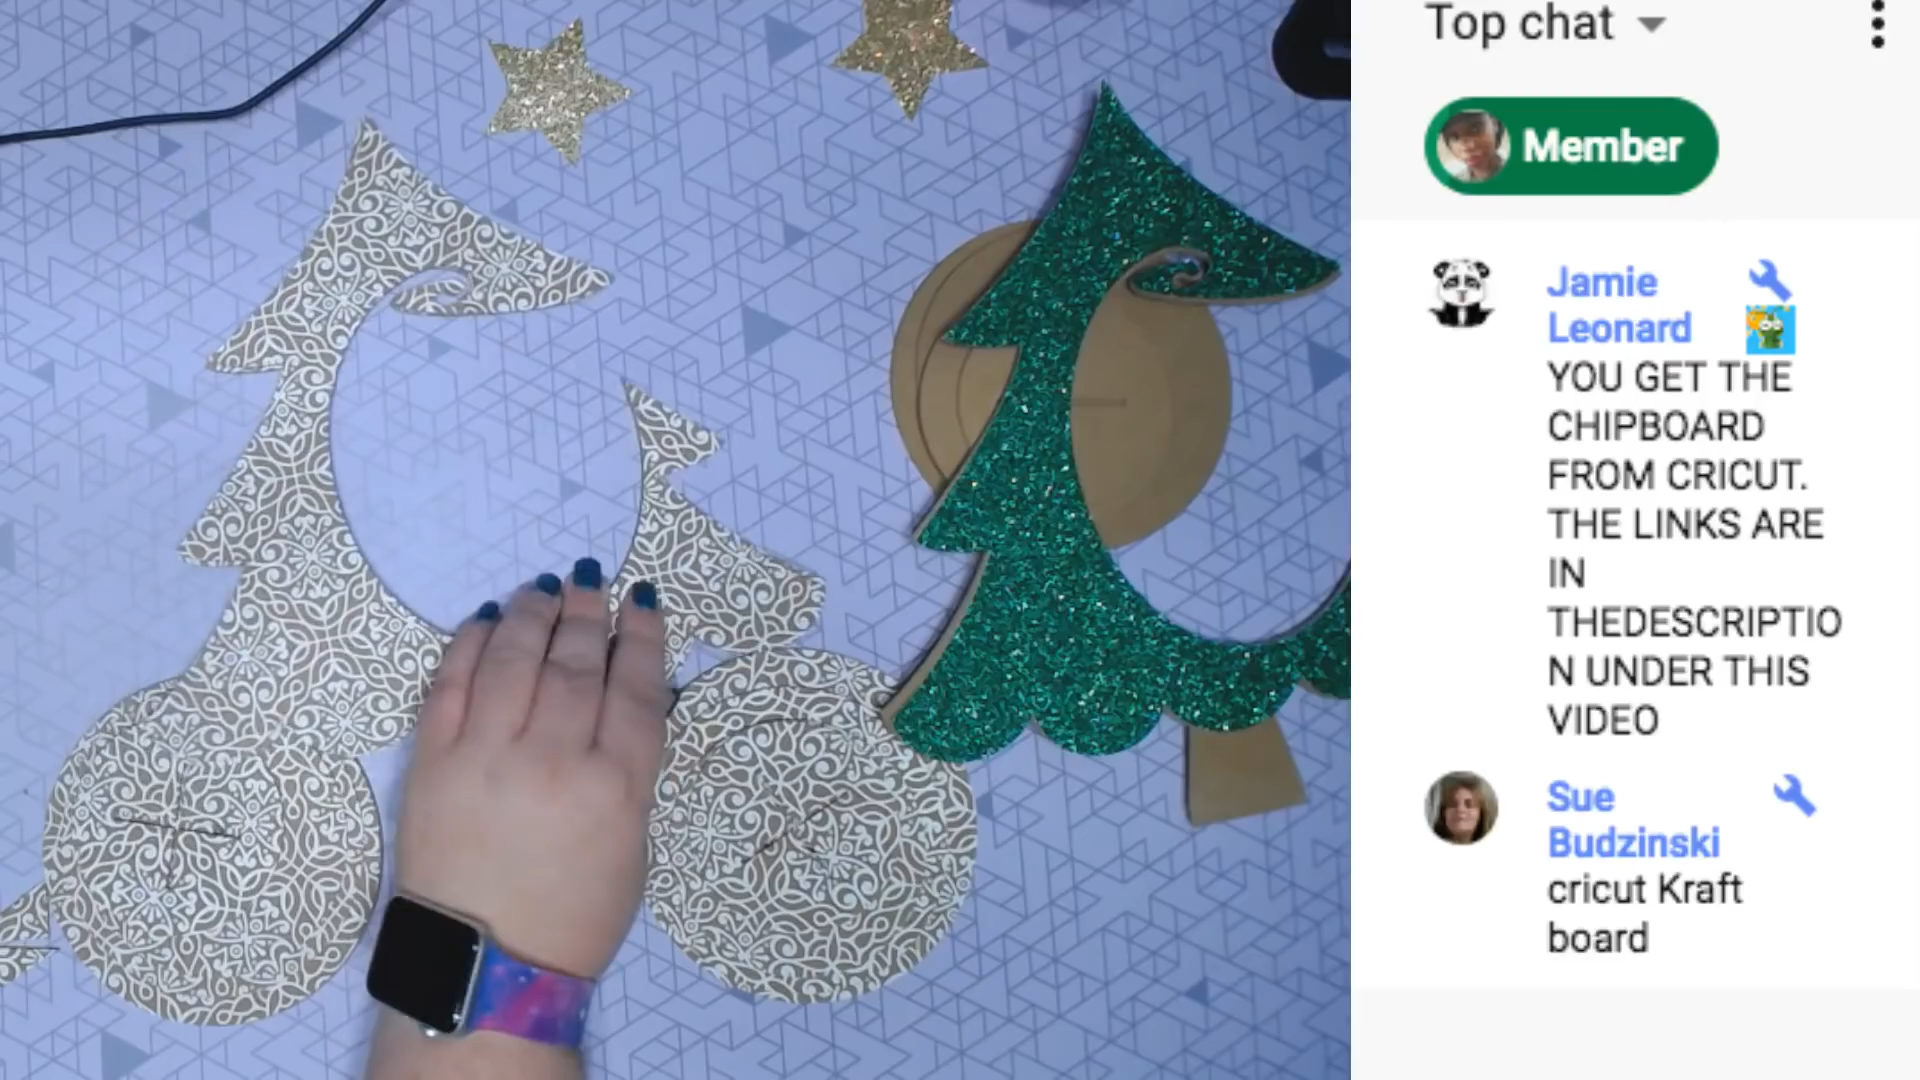 Top chat
Member
Jamie
Leonard
YOU GET THE
CHIPBOARD
FROM CRICUT.
THE LINKS ARE
IN
THEDESCRIPTIO
N UNDER THIS
VIDEO
Sue
Budzinski
cricut Kraft
board